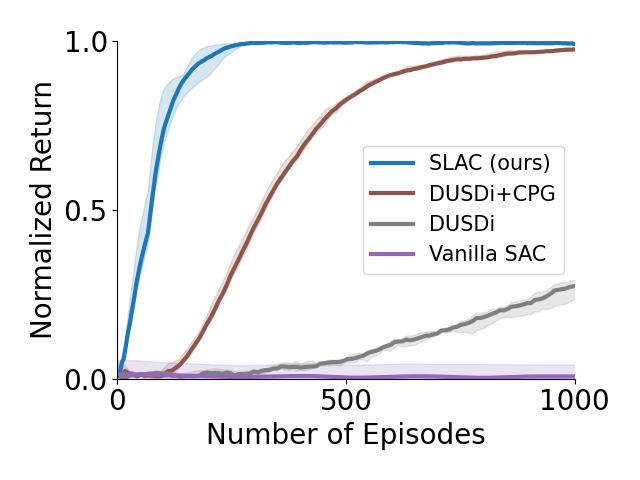 1.0
Normalized Return
0.5
SLAC (ours)
DUSDi+CPG
DUSDi
Vanilla SAC
0.0
0
500
1000
Number of Episodes